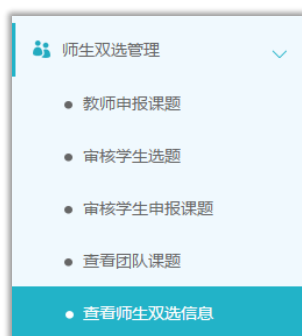 师生双选管理
教师申报课题
审核学生选题
审核学生申报课题
查看团队课题
查看师生双选信息